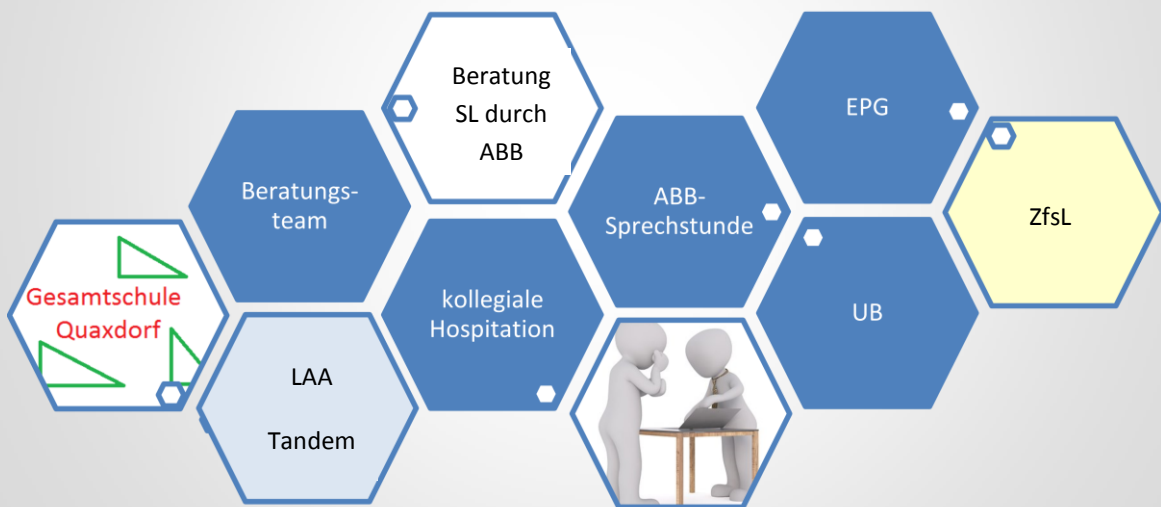 Beratung
SL durch
ABB
EPG
Beratungs-
team
ABB-
Sprechstunde
ZfsL
Gesamtschule
Quaxdorf
kollegiale
Hospitation
UB
LAA
Tandem